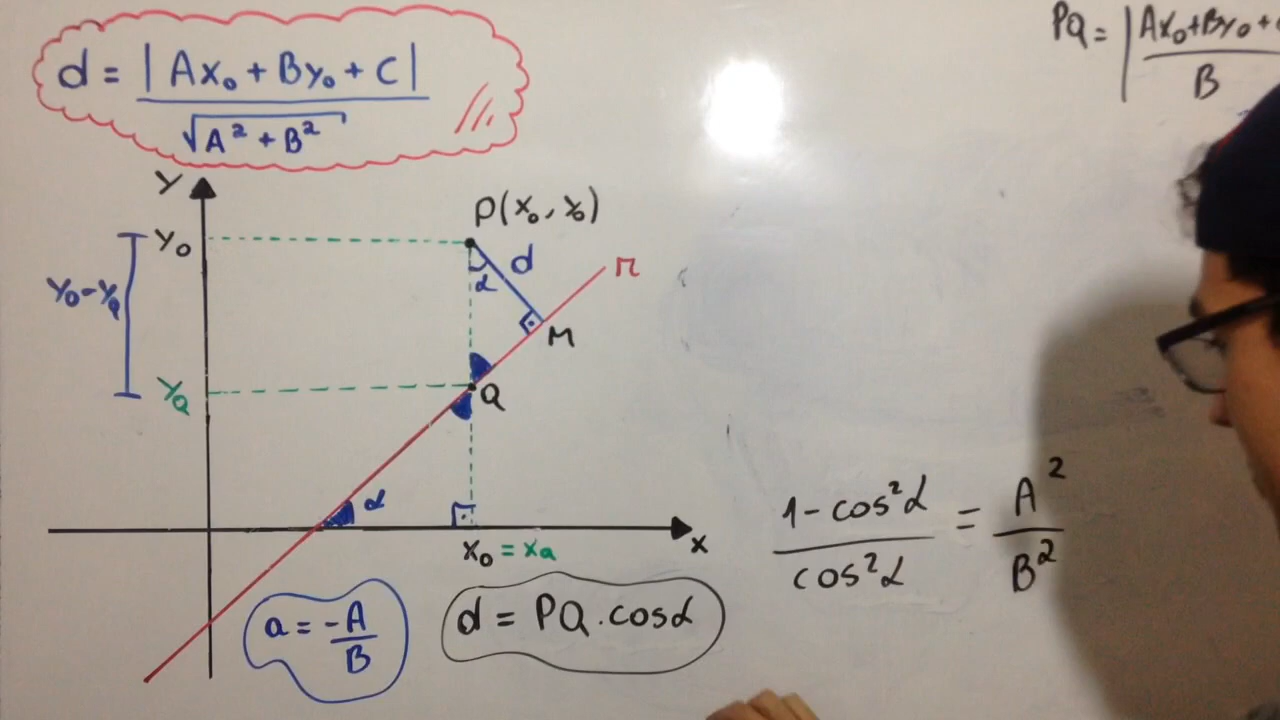 d = |Ax₀ + By₀ + C|
√A² + B²
PQ = |Ax₀+By₀+
B
Y
P(x₀, y₀)
y₀
d
r
α
y₀-y_Q
M
y_Q
Q
α
x₀ = x_Q
x
a = -A
B
d = PQ . cosα
1 - cos²α = A²
cos²α B²